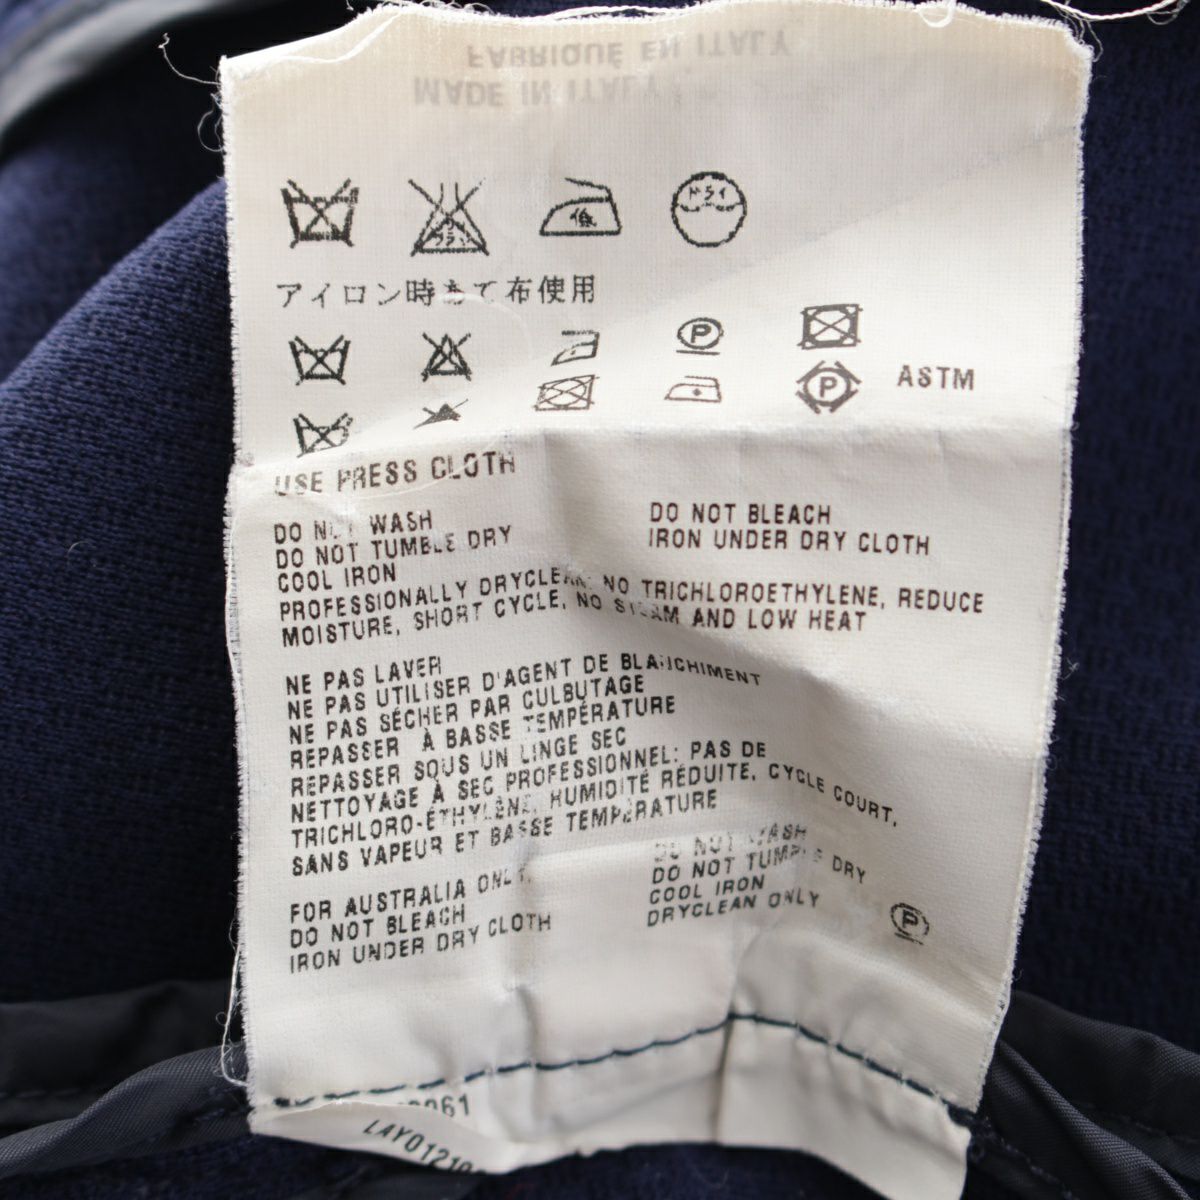 FABRIQUÉ EN ITALY
MADE IN ITALY
ドライ
低
アイロン時あて布使用
P
P
ASTM
USE PRESS CLOTH
DO NOT WASH
DO NOT TUMBLE DRY
COOL IRON
DO NOT BLEACH
IRON UNDER DRY CLOTH
PROFESSIONALLY DRYCLEAN: NO TRICHLOROETHYLENE, REDUCE
MOISTURE, SHORT CYCLE, NO STEAM AND LOW HEAT
NE PAS LAVER
NE PAS UTILISER D'AGENT DE BLANCHIMENT
NE PAS SÉCHER PAR CULBUTAGE
REPASSER À BASSE TEMPÉRATURE
REPASSER SOUS UN LINGE SEC
NETTOYAGE À SEC PROFESSIONNEL: PAS DE
TRICHLORO-ÉTHYLÈNE, HUMIDITÉ RÉDUITE, CYCLE COURT,
SANS VAPEUR ET BASSE TEMPÉRATURE
FOR AUSTRALIA ONLY
DO NOT BLEACH
IRON UNDER DRY CLOTH
DO NOT WASH
DO NOT TUMBLE DRY
COOL IRON
DRYCLEAN ONLY
P